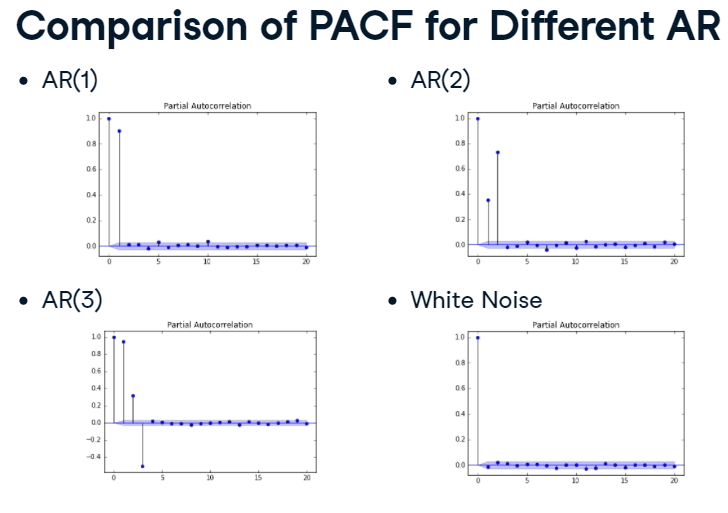 Comparison of PACF for Different AR
• AR(1)
Partial Autocorrelation
1.0
0.8
0.6
0.4
0.2
0.0
0 5 10 15 20
• AR(2)
Partial Autocorrelation
1.0
0.8
0.6
0.4
0.2
0.0
0 5 10 15 20
• AR(3)
Partial Autocorrelation
1.0
0.8
0.6
0.4
0.2
0.0
−0.2
−0.4
0 5 10 15 20
• White Noise
Partial Autocorrelation
1.0
0.8
0.6
0.4
0.2
0.0
0 5 10 15 20